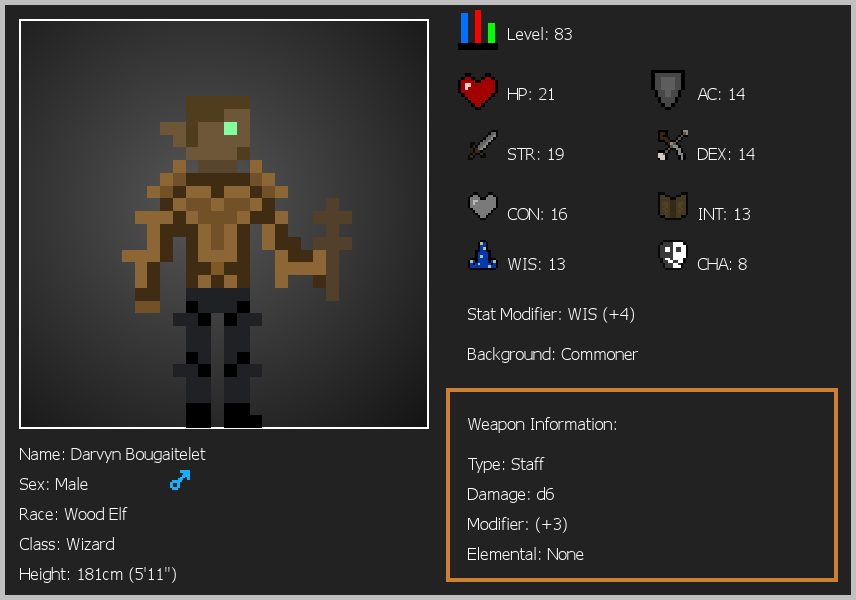 Level: 83
HP: 21
AC: 14
STR: 19
DEX: 14
CON: 16
INT: 13
WIS: 13
CHA: 8
Stat Modifier: WIS (+4)
Background: Commoner
Weapon Information:
Type: Staff
Damage: d6
Modifier: (+3)
Elemental: None
Name: Darvyn Bougaitelet
Sex: Male
Race: Wood Elf
Class: Wizard
Height: 181cm (5'11")